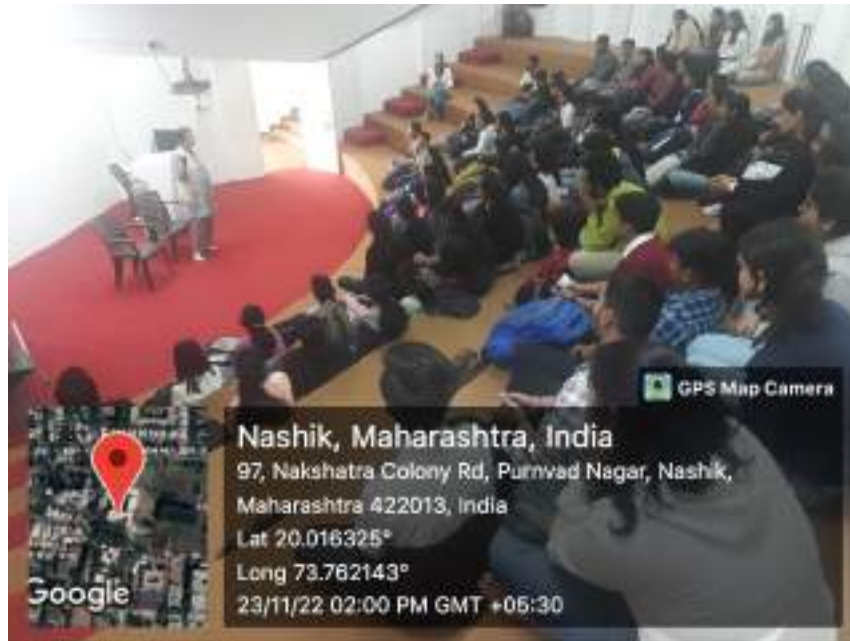 GPS Map Camera
Nashik, Maharashtra, India
97, Nakshatra Colony Rd, Purnvad Nagar, Nashik,
Maharashtra 422013, India
Lat 20.016325°
Long 73.762143°
23/11/22 02:00 PM GMT +05:30
Google